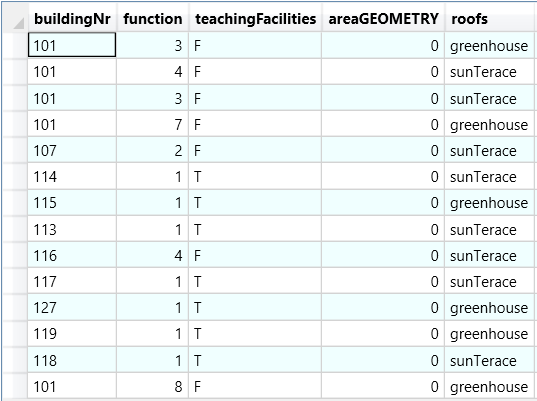 buildingNr function teachingFacilities areaGEOMETRY roofs
101 3 F 0 greenhouse
101 4 F 0 sunTerace
101 3 F 0 sunTerace
101 7 F 0 greenhouse
107 2 F 0 sunTerace
114 1 T 0 sunTerace
115 1 T 0 greenhouse
113 1 T 0 sunTerace
116 4 F 0 sunTerace
117 1 T 0 sunTerace
127 1 T 0 greenhouse
119 1 T 0 greenhouse
118 1 T 0 sunTerace
101 8 F 0 greenhouse